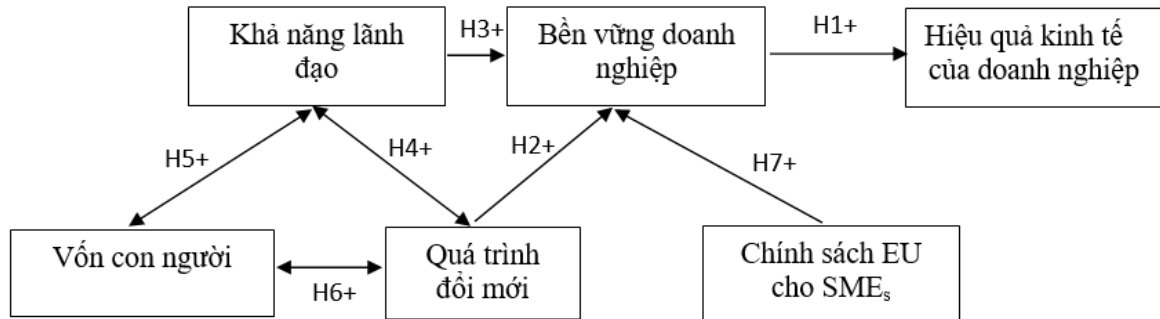 Khả năng lãnh
đạo
H3+
Bền vững doanh
nghiệp
H1+
Hiệu quả kinh tế
của doanh nghiệp
H5+
H4+
H2+
H7+
Vốn con người
H6+
Quá trình
đổi mới
Chính sách EU
cho SMEs